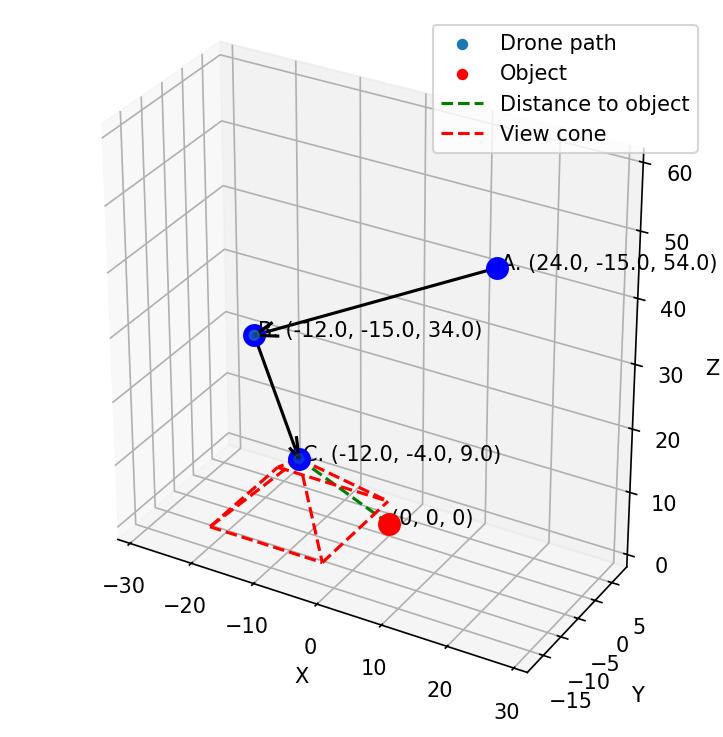 Drone path
Object
Distance to object
View cone
A. (24.0, -15.0, 54.0)
B. (-12.0, -15.0, 34.0)
C. (-12.0, -4.0, 9.0)
(0, 0, 0)
60
50
40
30
20
10
0
Z
−30
−20
−10
0
10
20
30
X
5
0
−5
−10
−15
Y